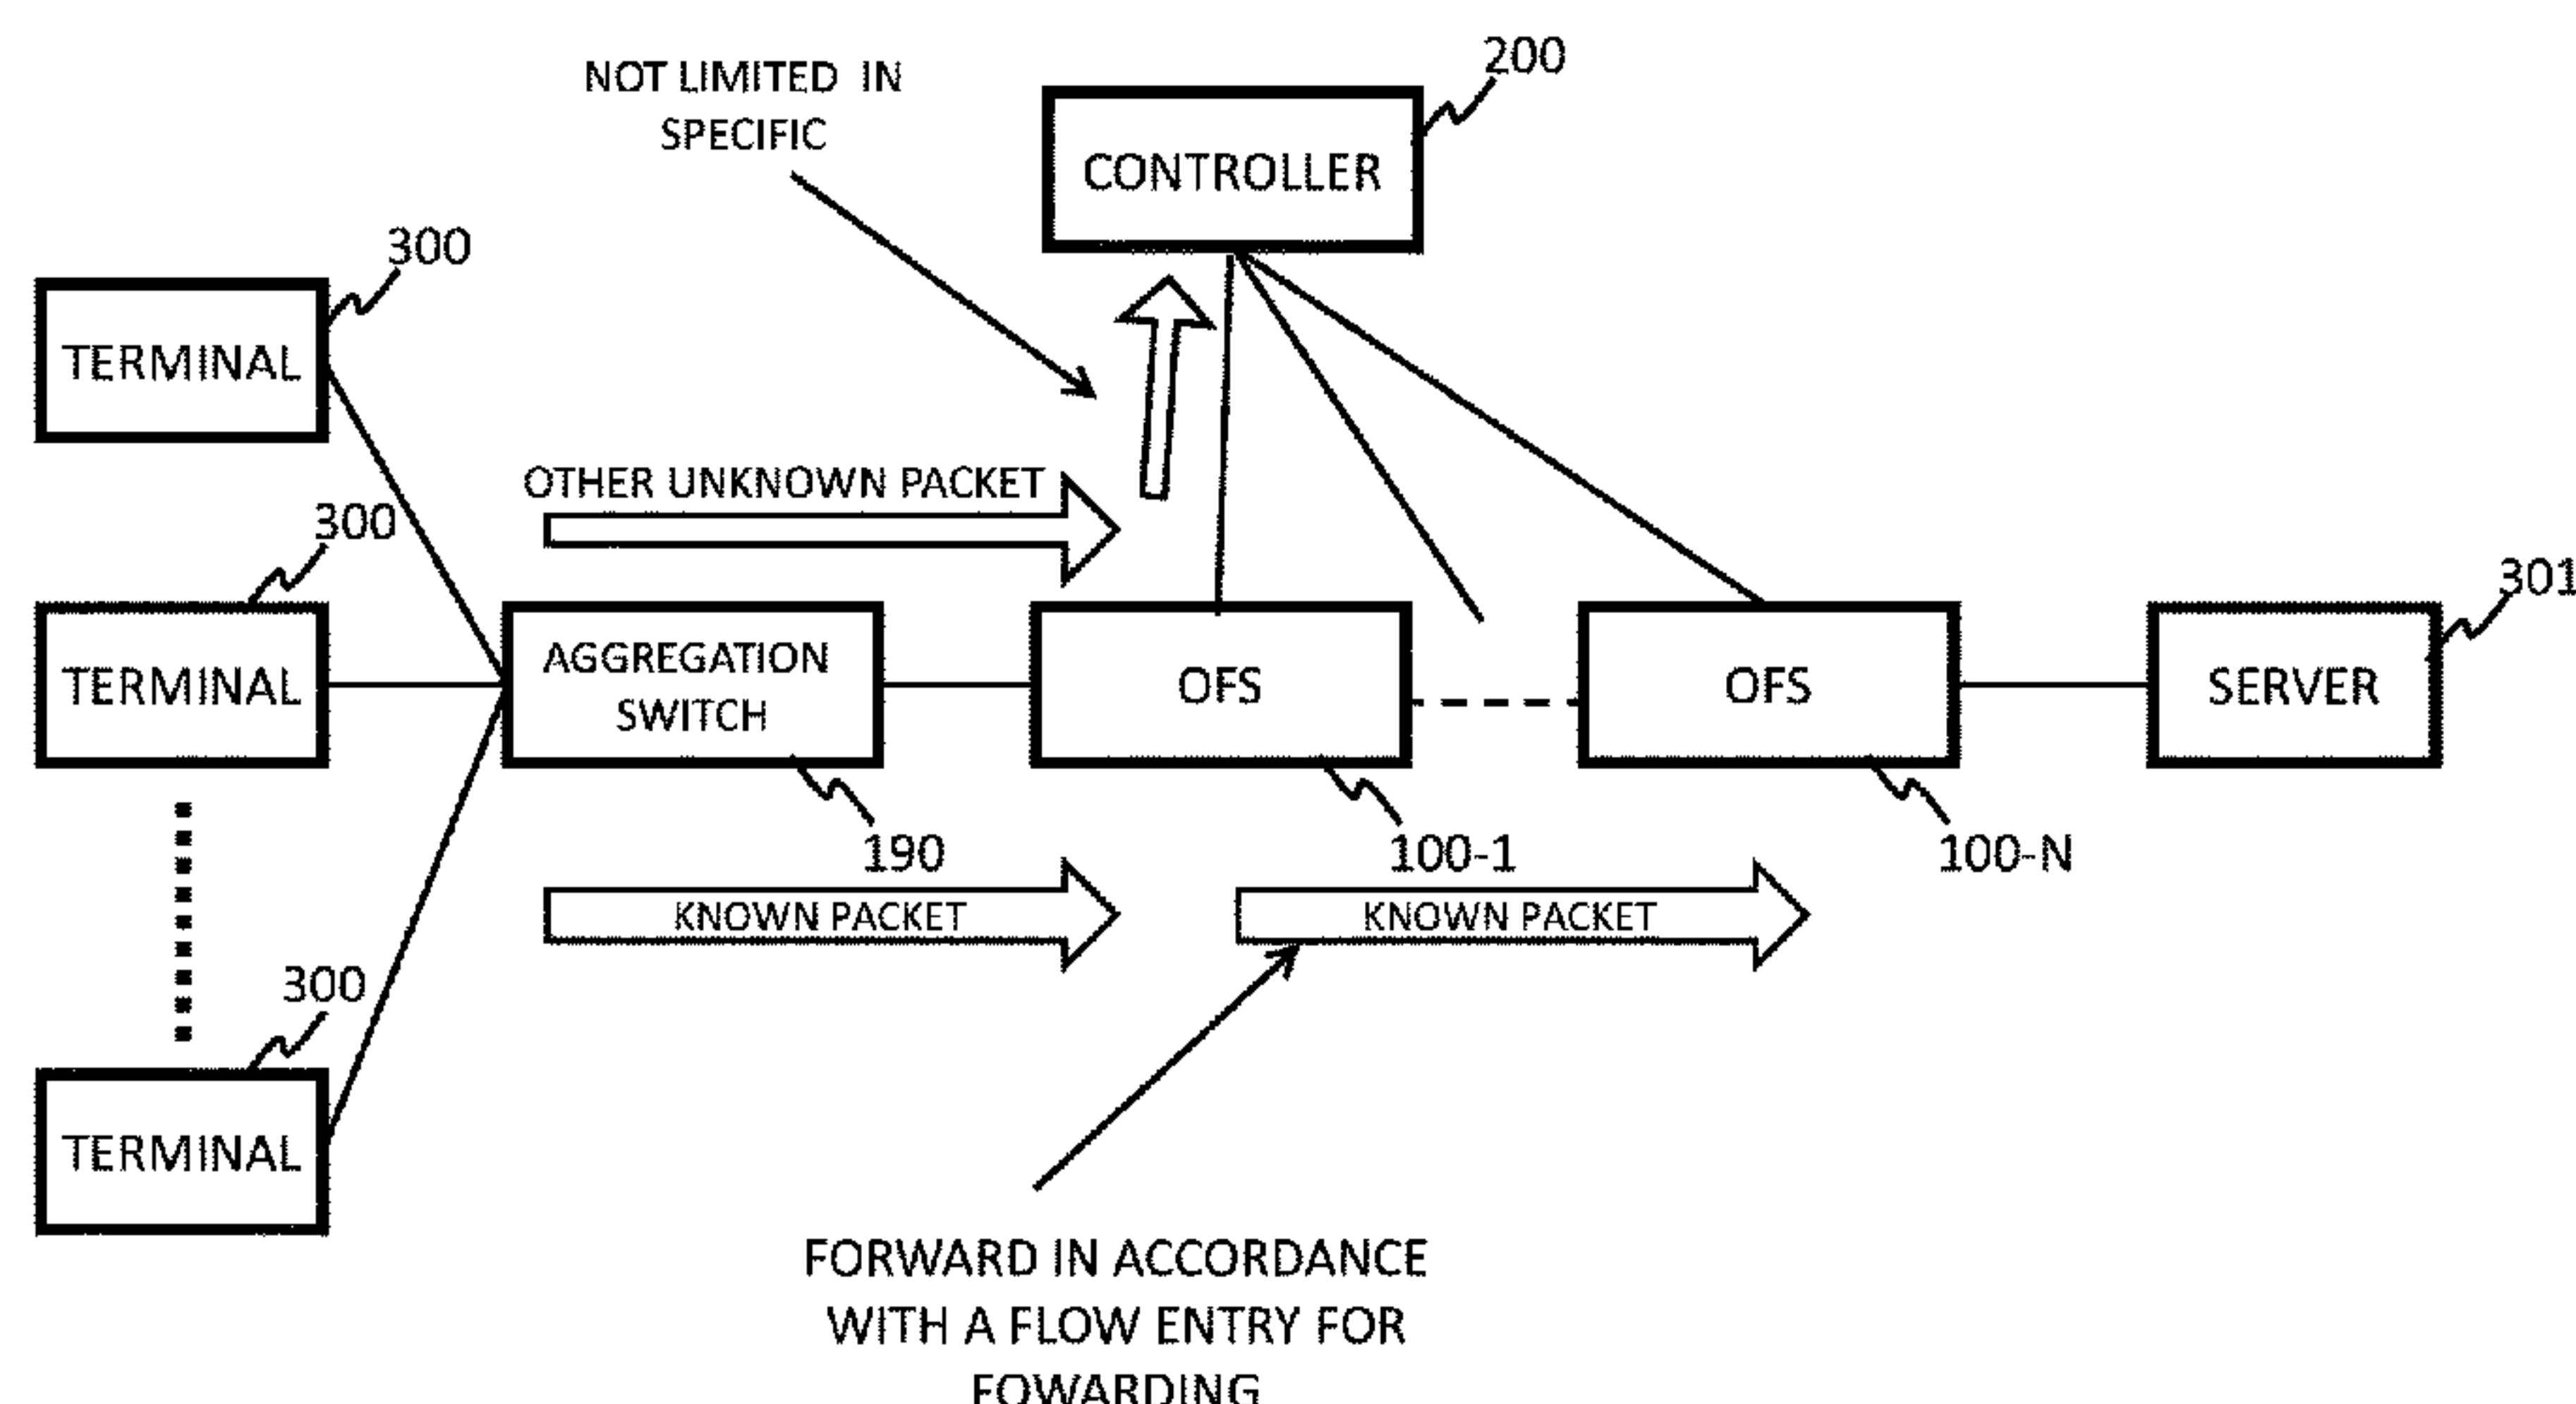 NOT LIMITED IN
SPECIFIC
200
CONTROLLER
300
TERMINAL
OTHER UNKNOWN PACKET
300
TERMINAL
AGGREGATION
SWITCH
OFS
OFS
SERVER
301
190
100-1
100-N
KNOWN PACKET
KNOWN PACKET
300
TERMINAL
FORWARD IN ACCORDANCE
WITH A FLOW ENTRY FOR
FOWARDING